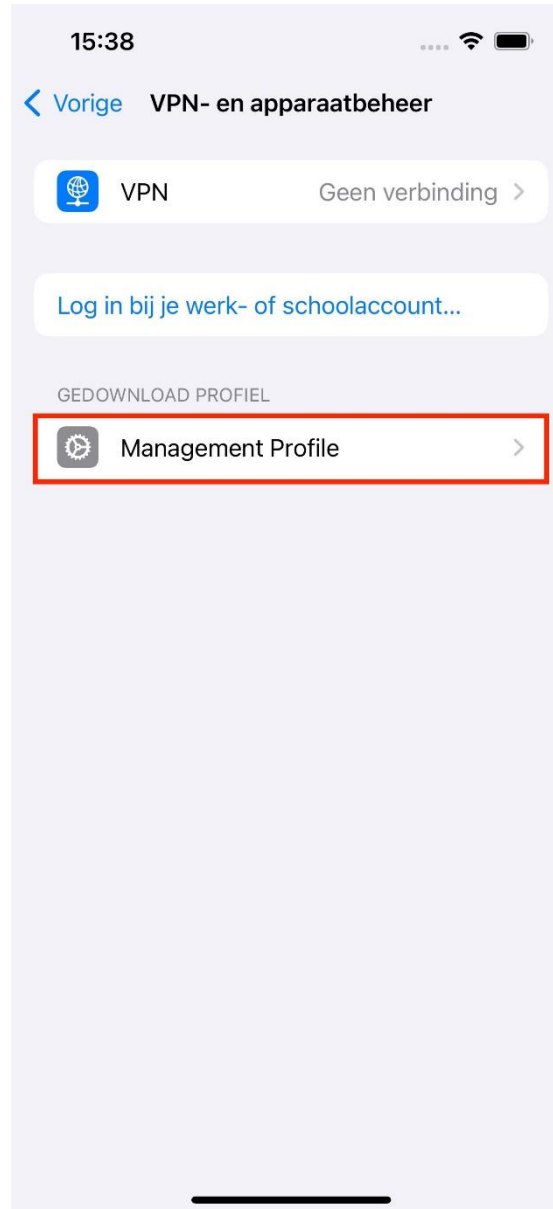 15:38
Vorige VPN- en apparaatbeheer
VPN Geen verbinding
Log in bij je werk- of schoolaccount...
GEDOWNLOAD PROFIEL
Management Profile